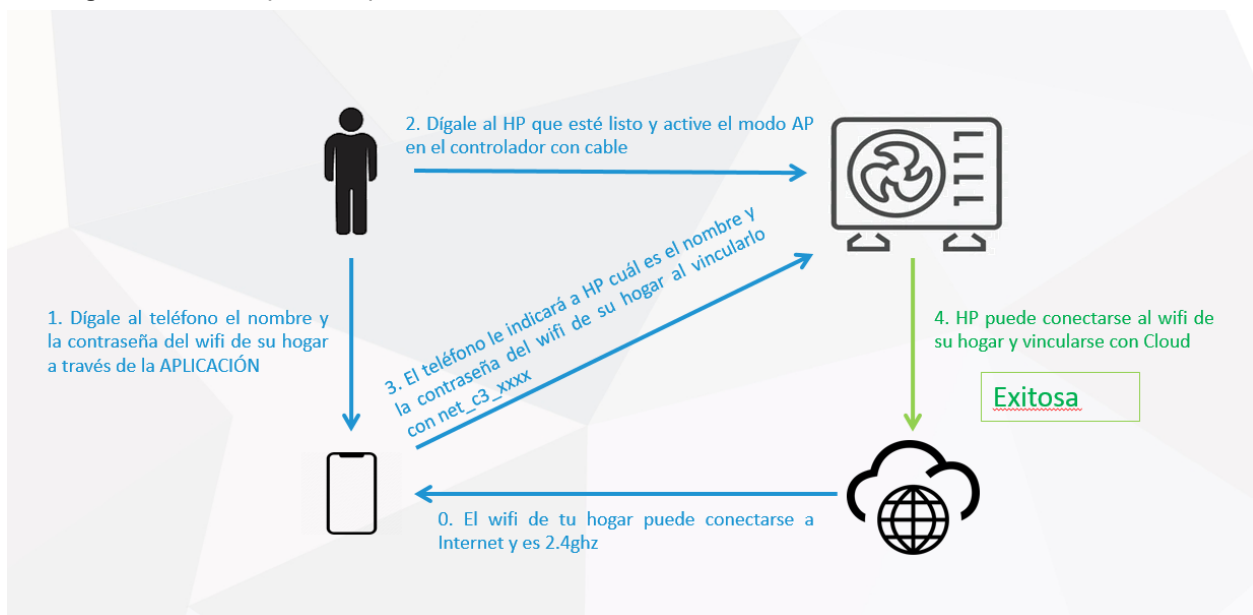 2. Dígale al HP que esté listo y active el modo AP
en el controlador con cable
1. Dígale al teléfono el nombre y
la contraseña del wifi de su hogar
a través de la APLICACIÓN
3. El teléfono le indicará a HP cuál es el nombre y
la contraseña del wifi de su hogar al vincularlo
con net_c3_xxxx
4. HP puede conectarse al wifi de
su hogar y vincularse con Cloud
Exitosa
0. El wifi de tu hogar puede conectarse a
Internet y es 2.4ghz